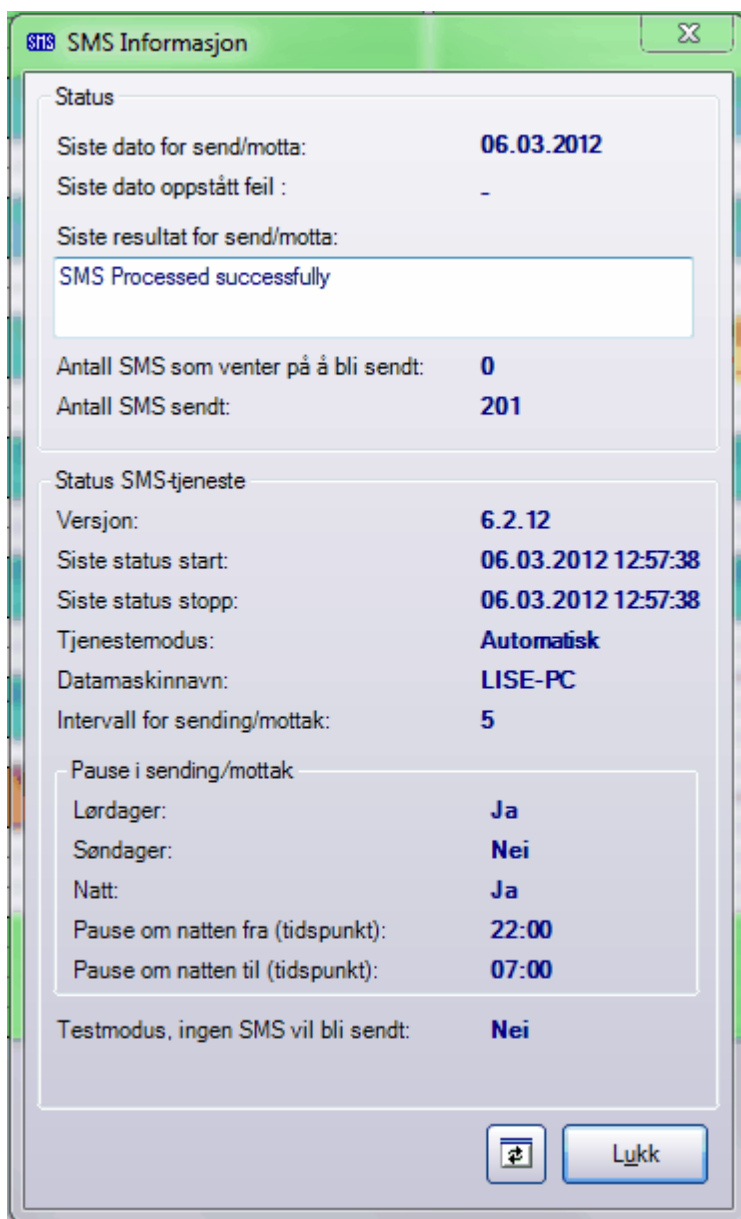 SMS SMS Informasjon
Status
Siste dato for send/motta: 06.03.2012
Siste dato oppstått feil : -
Siste resultat for send/motta:
SMS Processed successfully
Antall SMS som venter på å bli sendt: 0
Antall SMS sendt: 201
Status SMS-tjeneste
Versjon: 6.2.12
Siste status start: 06.03.2012 12:57:38
Siste status stopp: 06.03.2012 12:57:38
Tjenestemodus: Automatisk
Datamaskinnavn: LISE-PC
Intervall for sending/mottak: 5
Pause i sending/mottak
Lørdager: Ja
Søndager: Nei
Natt: Ja
Pause om natten fra (tidspunkt): 22:00
Pause om natten til (tidspunkt): 07:00
Testmodus, ingen SMS vil bli sendt: Nei
Lukk